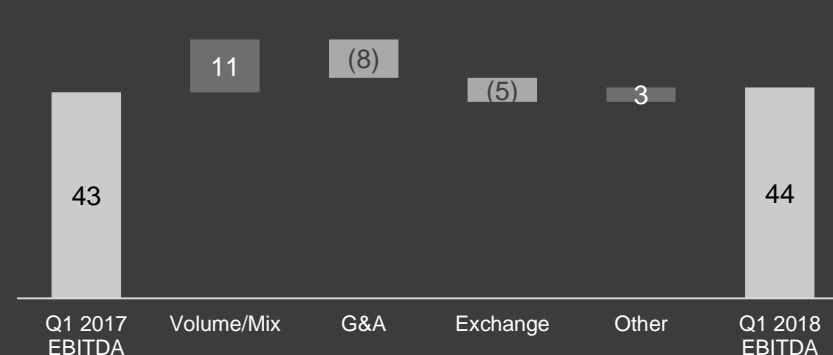 11
(8)
(5)
3
43
44
Q1 2017
EBITDA
Volume/Mix
G&A
Exchange
Other
Q1 2018
EBITDA